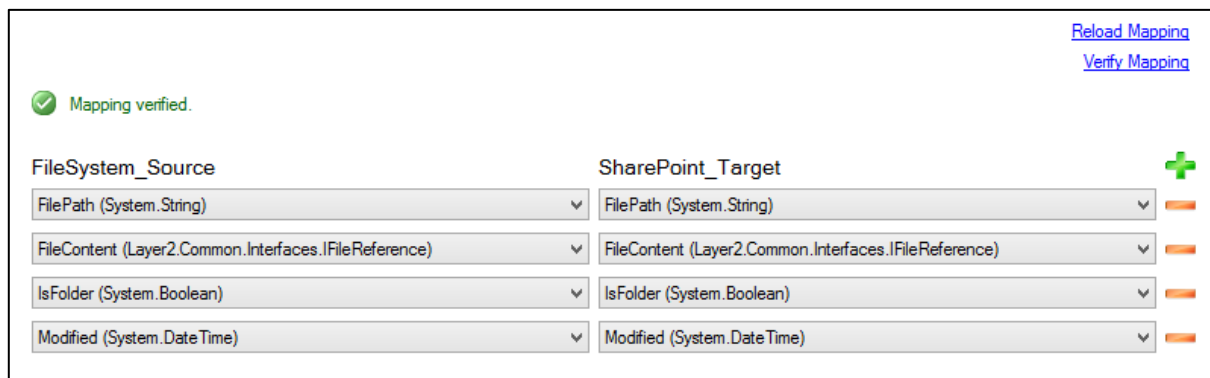 Reload Mapping
Verify Mapping
Mapping verified.
FileSystem_Source SharePoint_Target
FilePath (System.String) FilePath (System.String)
FileContent (Layer2.Common.Interfaces.IFileReference) FileContent (Layer2.Common.Interfaces.IFileReference)
IsFolder (System.Boolean) IsFolder (System.Boolean)
Modified (System.DateTime) Modified (System.DateTime)